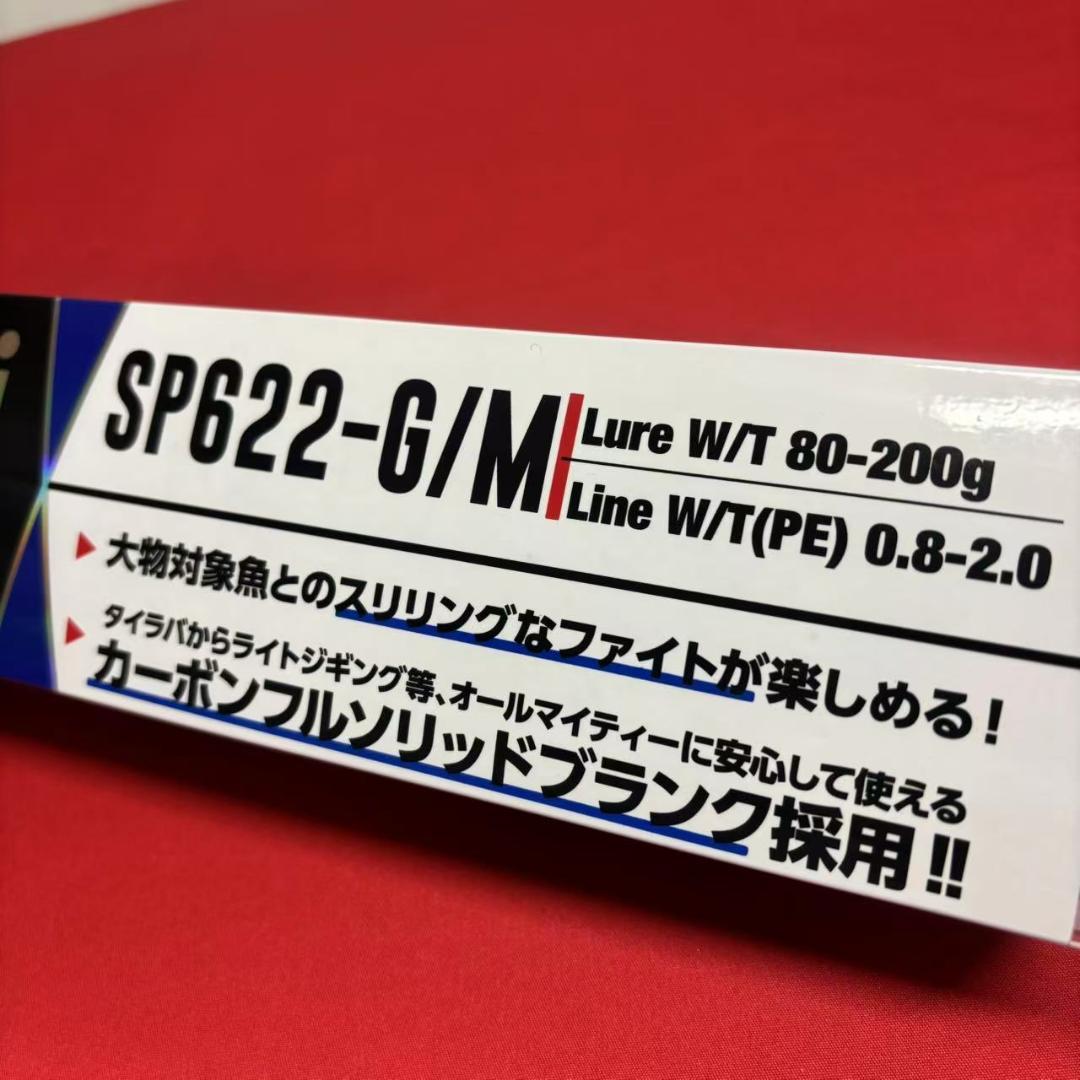 SP622-G/M
Lure W/T 80-200g
Line W/T(PE) 0.8-2.0
大物対象魚とのスリリングなファイトが楽しめる!
タイラバからライトジギング等、オールマイティーに安心して使える
カーボンフルソリッドブランク採用!!